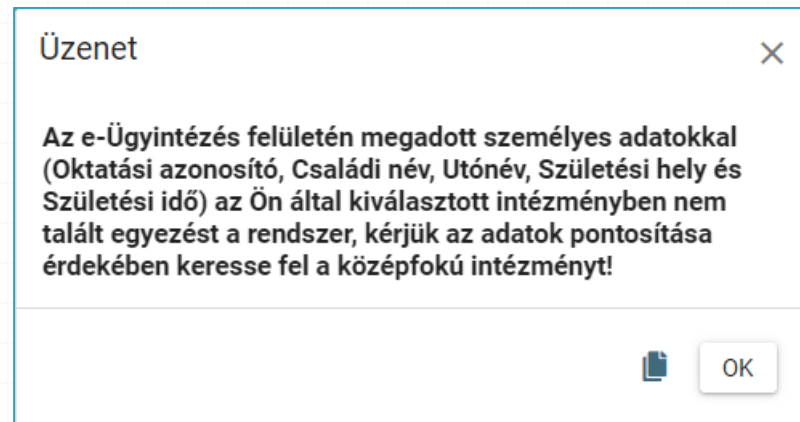 Üzenet
Az e-Ügyintézés felületén megadott személyes adatokkal
(Oktatási azonosító, Családi név, Utónév, Születési hely és
Születési idő) az Ön által kiválasztott intézményben nem
talált egyezést a rendszer, kérjük az adatok pontosítása
érdekében keresse fel a középfokú intézményt!
OK